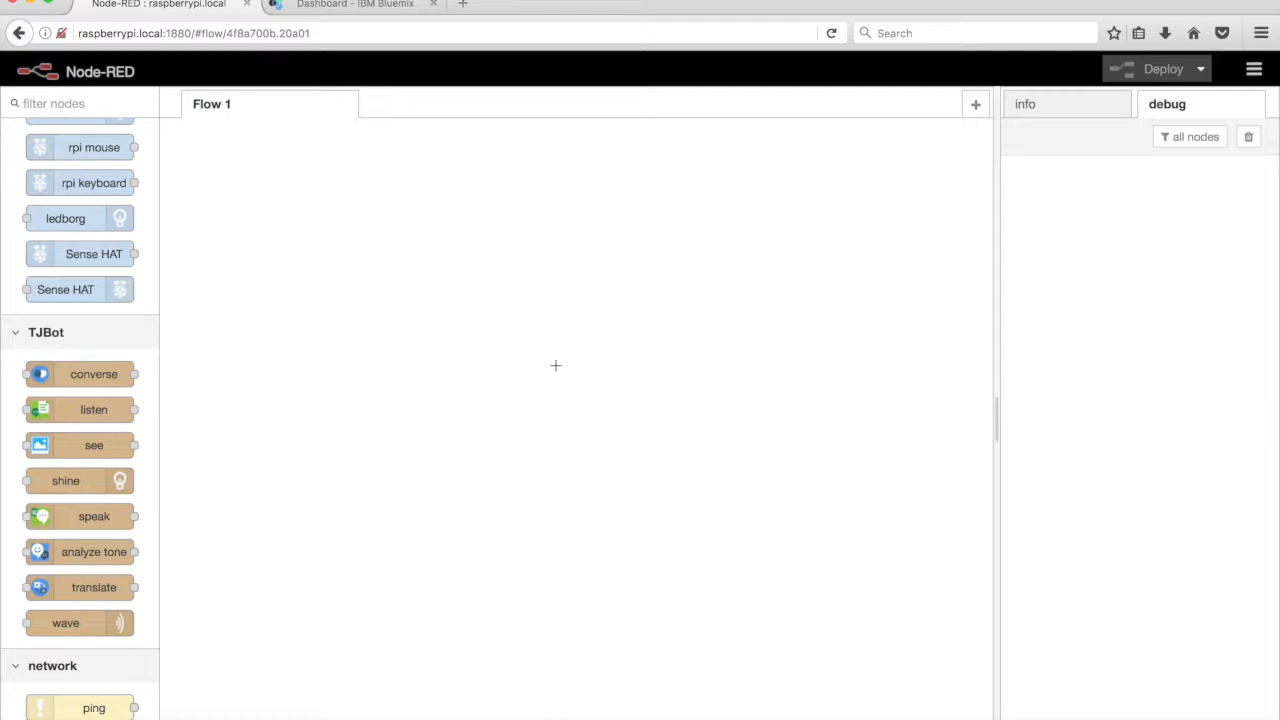 Node-RED : raspberrypi.local
Dashboard - IBM Bluemix
raspberrypi.local:1880/#flow/4f8a700b.20a01
Search
Node-RED
Deploy
filter nodes
Flow 1
info
debug
all nodes
rpi mouse
rpi keyboard
ledborg
Sense HAT
Sense HAT
TJBot
converse
listen
see
shine
speak
analyze tone
translate
wave
network
ping